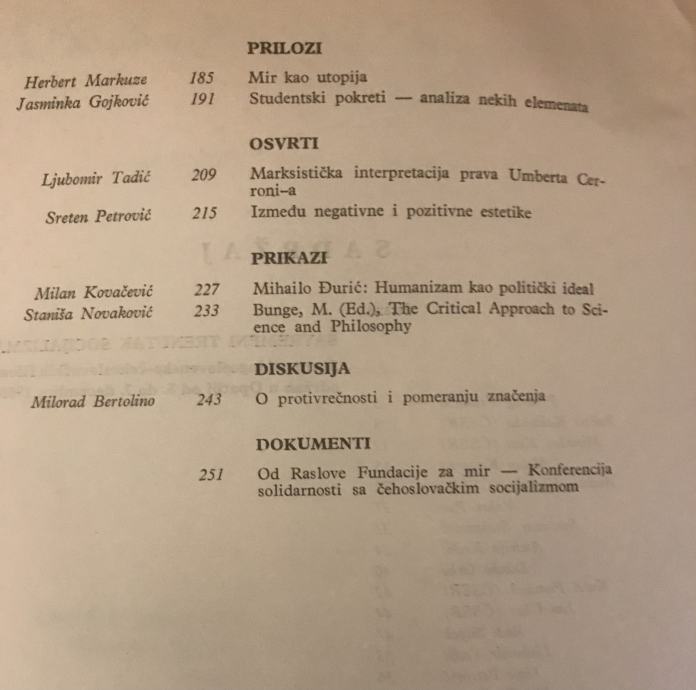 PRILOZI
Herbert Markuze 185 Mir kao utopija
Jasminka Gojković 191 Studentski pokreti — analiza nekih elemenata
OSVRTI
Ljubomir Tadić 209 Marksistička interpretacija prava Umberta Cer-
roni-a
Sreten Petrović 215 Između negativne i pozitivne estetike
SADRŽAJ
PRIKAZI
Milan Kovačević 227 Mihailo Đurić: Humanizam kao politički ideal
Staniša Novaković 233 Bunge, M. (Ed.), The Critical Approach to Sci-
ence and Philosophy
DISKUSIJA
Milorad Bertolino 243 O protivrečnosti i pomeranju značenja
DOKUMENTI
251 Od Raslove Fundacije za mir — Konferencija
solidarnosti sa čehoslovačkim socijalizmom